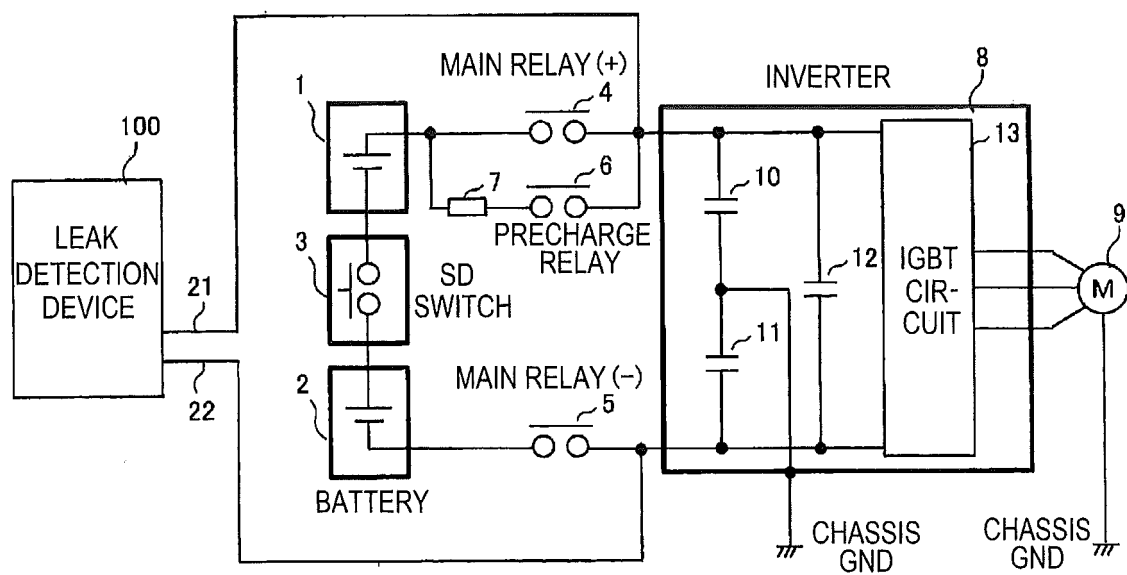 MAIN RELAY (+)
INVERTER
8
1
4
100
13
6
10
7
9
LEAK
DETECTION
DEVICE
PRECHARGE
RELAY
3
SD
SWITCH
12
IGBT
CIR-
CUIT
M
21
11
MAIN RELAY (−)
22
2
5
BATTERY
CHASSIS
GND
CHASSIS
GND